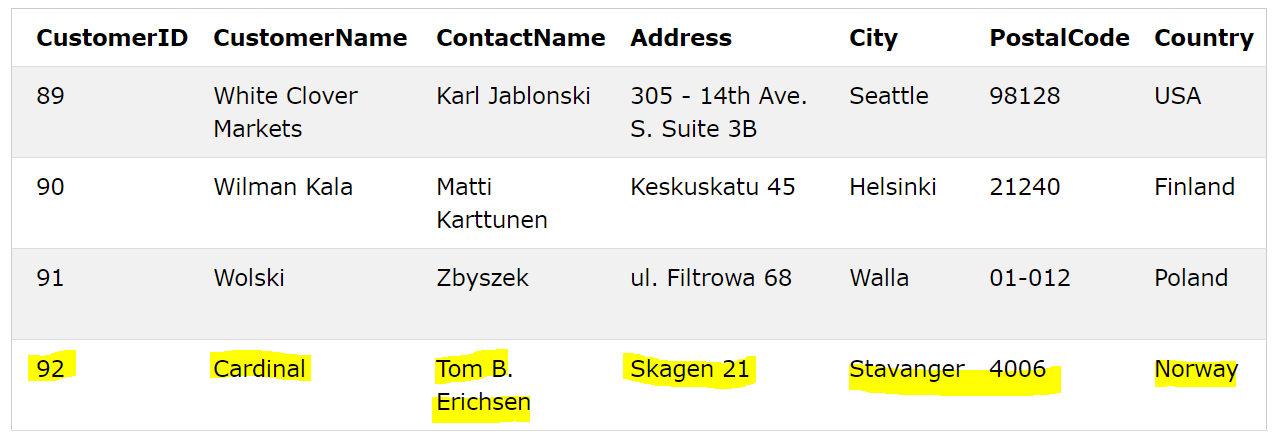 CustomerID CustomerName ContactName Address City PostalCode Country
89 White Clover Karl Jablonski 305 - 14th Ave. Seattle 98128 USA
Markets S. Suite 3B
90 Wilman Kala Matti Keskuskatu 45 Helsinki 21240 Finland
Karttunen
91 Wolski Zbyszek ul. Filtrowa 68 Walla 01-012 Poland
92 Cardinal Tom B. Skagen 21 Stavanger 4006 Norway
Erichsen